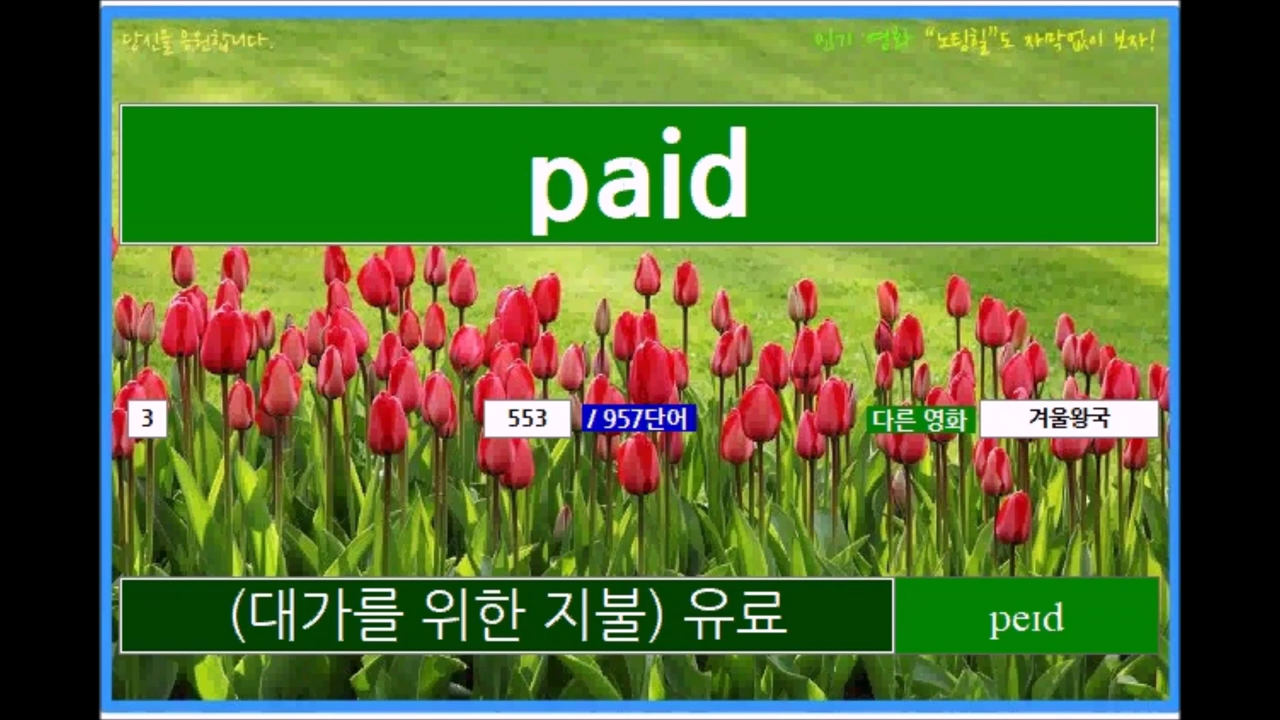 당신을 응원합니다.
인기 영화 “노팅힐”도 자막없이 보자!
paid
3
553
/ 957단어
다른 영화
겨울왕국
(대가를 위한 지불) 유료
peɪd